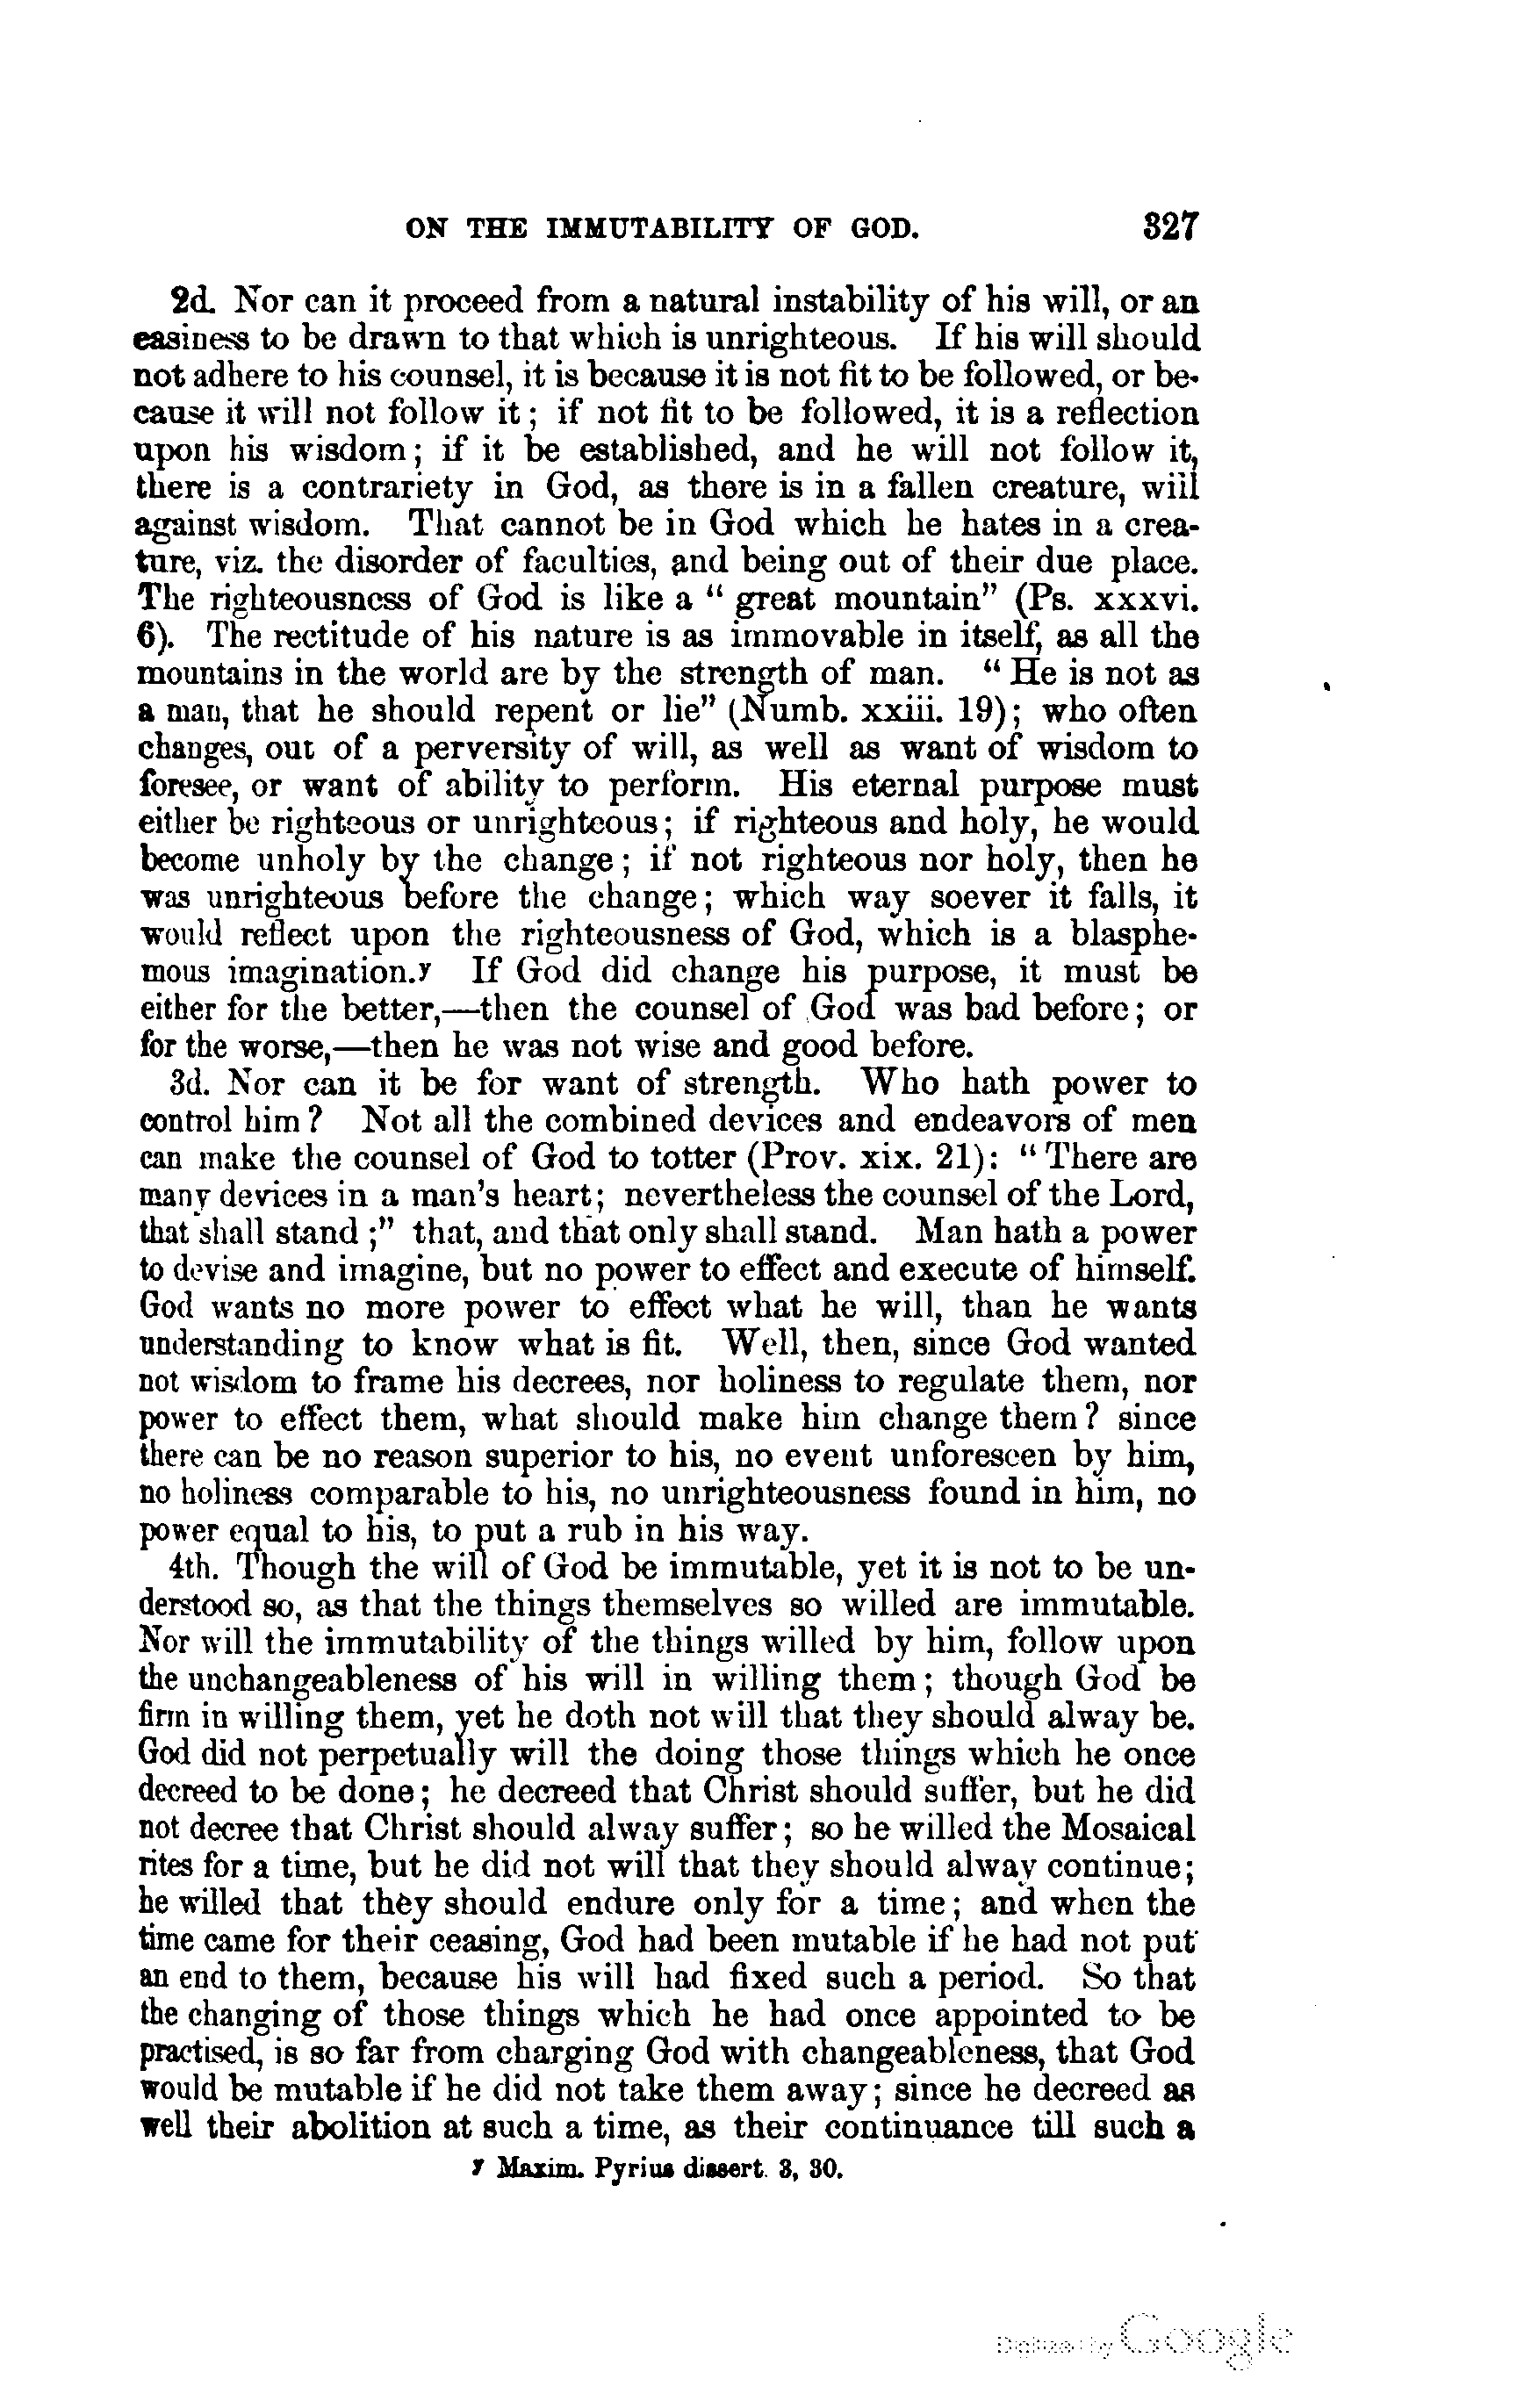 ON THE IMMUTABILITY OF GOD. 327
2d. Nor can it proceed from a natural instability of his will, or an
easiness to be drawn to that which is unrighteous. If his will should
not adhere to his counsel, it is because it is not fit to be followed, or be-
cause it will not follow it; if not fit to be followed, it is a reflection
upon his wisdom; if it be established, and he will not follow it,
there is a contrariety in God, as there is in a fallen creature, will
against wisdom. That cannot be in God which he hates in a crea-
ture, viz. the disorder of faculties, and being out of their due place.
The righteousness of God is like a "great mountain" (Ps. xxxvi.
6). The rectitude of his nature is as immovable in itself, as all the
mountains in the world are by the strength of man. "He is not as
a man, that he should repent or lie" (Numb. xxiii. 19); who often
changes, out of a perversity of will, as well as want of wisdom to
foresee, or want of ability to perform. His eternal purpose must
either be righteous or unrighteous; if righteous and holy, he would
become unholy by the change; if not righteous nor holy, then he
was unrighteous before the change; which way soever it falls, it
would reflect upon the righteousness of God, which is a blasphe-
mous imagination.y If God did change his purpose, it must be
either for the better,—then the counsel of God was bad before; or
for the worse,—then he was not wise and good before.
3d. Nor can it be for want of strength. Who hath power to
control him? Not all the combined devices and endeavors of men
can make the counsel of God to totter (Prov. xix. 21): "There are
many devices in a man's heart; nevertheless the counsel of the Lord,
that shall stand;" that, and that only shall stand. Man hath a power
to devise and imagine, but no power to effect and execute of himself.
God wants no more power to effect what he will, than he wants
understanding to know what is fit. Well, then, since God wanted
not wisdom to frame his decrees, nor holiness to regulate them, nor
power to effect them, what should make him change them? since
there can be no reason superior to his, no event unforeseen by him,
no holiness comparable to his, no unrighteousness found in him, no
power equal to his, to put a rub in his way.
4th. Though the will of God be immutable, yet it is not to be un-
derstood so, as that the things themselves so willed are immutable.
Nor will the immutability of the things willed by him, follow upon
the unchangeableness of his will in willing them; though God be
firm in willing them, yet he doth not will that they should alway be.
God did not perpetually will the doing those things which he once
decreed to be done; he decreed that Christ should suffer, but he did
not decree that Christ should alway suffer; so he willed the Mosaical
rites for a time, but he did not will that they should alway continue;
he willed that they should endure only for a time; and when the
time came for their ceasing, God had been mutable if he had not put
an end to them, because his will had fixed such a period. So that
the changing of those things which he had once appointed to be
practised, is so far from charging God with changeableness, that God
would be mutable if he did not take them away; since he decreed as
well their abolition at such a time, as their continuance till such a
y Maxim. Pyrius dissert. 3, 30.
Digitized by Google